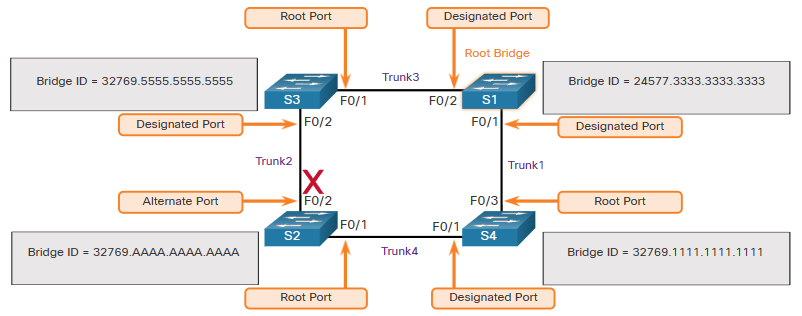 Root Port
Designated Port
Root Bridge
Bridge ID = 32769.5555.5555.5555
Trunk3
Bridge ID = 24577.3333.3333.3333
S3
F0/1
F0/2
S1
Designated Port
F0/2
F0/1
Designated Port
Trunk2
Trunk1
X
Alternate Port
F0/2
F0/3
Root Port
S2
F0/1
F0/1
S4
Bridge ID = 32769.AAAA.AAAA.AAAA
Trunk4
Bridge ID = 32769.1111.1111.1111
Root Port
Designated Port